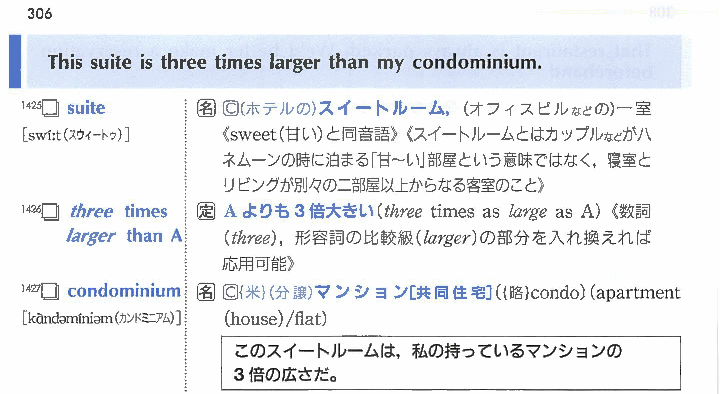 306
This suite is three times larger than my condominium.
1425□ suite
[swíːt(スウィートゥ)]
名 C(ホテルの)スイートルーム, (オフィスビルなどの)一室
《sweet(甘い)と同音語》《スイートルームとはカップルなどがハ
ネムーンの時に泊まる「甘〜い」部屋という意味ではなく, 寝室と
リビングが別々の二部屋以上からなる客室のこと》
1426□ three times
larger than A
定 A よりも 3 倍大きい(three times as large as A)《数詞
(three), 形容詞の比較級(larger)の部分を入れ換えれば
応用可能》
1427□ condominium
[kàndəmíniəm(カンドミニアム)]
名 C{米}(分譲)マンション[共同住宅]({略}condo)(apartment
(house)/flat)
このスイートルームは, 私の持っているマンションの
3 倍の広さだ。